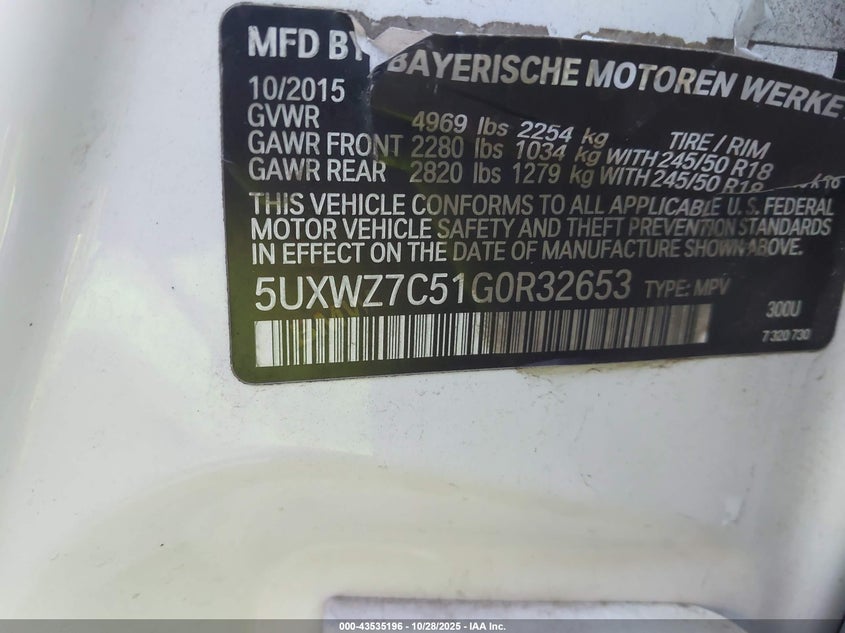 MFD BY BAYERISCHE MOTOREN WERKE
10/2015
GVWR 4969 lbs 2254 kg TIRE / RIM
GAWR FRONT 2280 lbs 1034 kg WITH 245/50 R18
GAWR REAR 2820 lbs 1279 kg WITH 245/50 R18
THIS VEHICLE CONFORMS TO ALL APPLICABLE U.S. FEDERAL
MOTOR VEHICLE SAFETY AND THEFT PREVENTION STANDARDS
IN EFFECT ON THE DATE OF MANUFACTURE SHOWN ABOVE.
5UXWZ7C51G0R32653 TYPE: MPV
300U
7 320 730
000-43535196 - 10/28/2025 - IAA Inc.